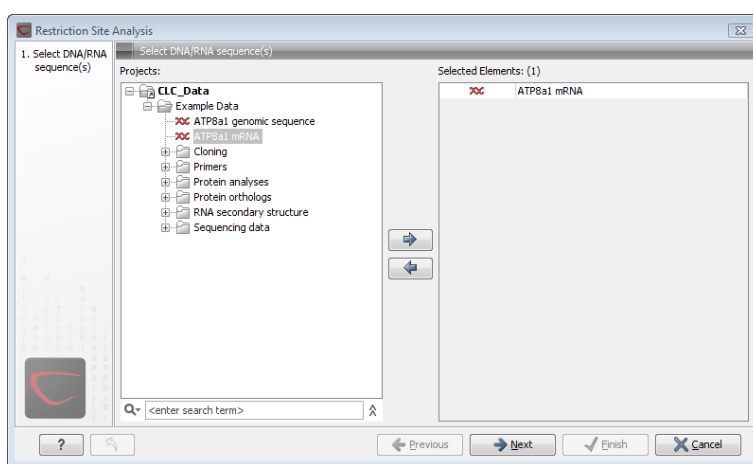 Restriction Site Analysis
1. Select DNA/RNA
sequence(s)
Select DNA/RNA sequence(s)
Projects:
CLC_Data
Example Data
ATP8a1 genomic sequence
ATP8a1 mRNA
Cloning
Primers
Protein analyses
Protein orthologs
RNA secondary structure
Sequencing data
<enter search term>
Selected Elements: (1)
ATP8a1 mRNA
?
Previous
Next
Finish
Cancel